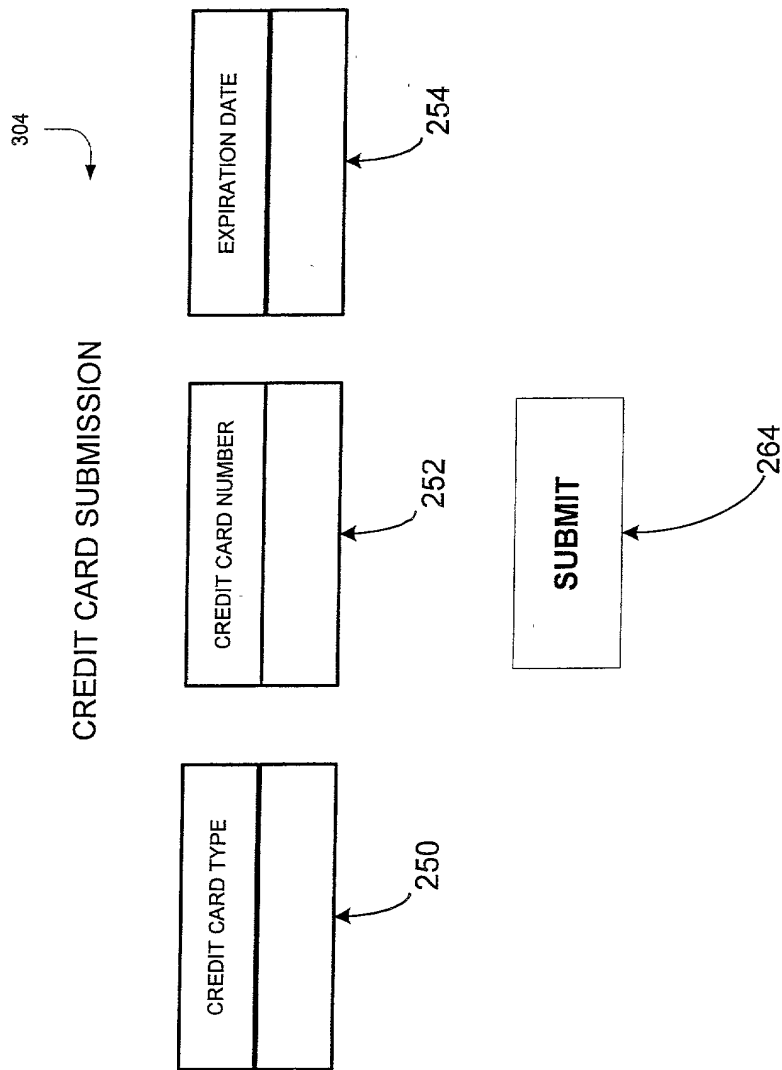 304
CREDIT CARD SUBMISSION
CREDIT CARD TYPE
CREDIT CARD NUMBER
EXPIRATION DATE
250
252
254
SUBMIT
264